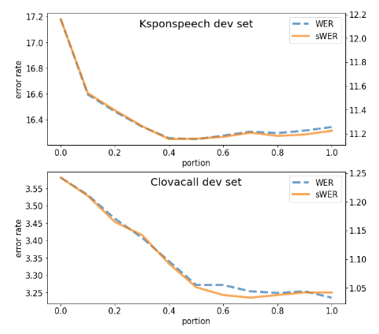 Ksponspeech dev set
WER
sWER
error rate
17.2
17.0
16.8
16.6
16.4
12.2
12.0
11.8
11.6
11.4
11.2
0.0 0.2 0.4 0.6 0.8 1.0
portion
Clovacall dev set
WER
sWER
error rate
3.55
3.50
3.45
3.40
3.35
3.30
3.25
1.25
1.20
1.15
1.10
1.05
0.0 0.2 0.4 0.6 0.8 1.0
portion